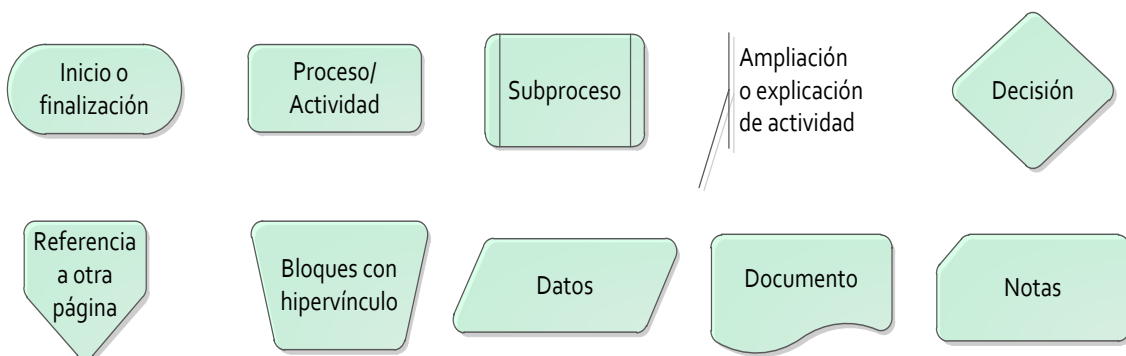 Inicio o
finalización
Proceso/
Actividad
Subproceso
Ampliación
o explicación
de actividad
Decisión
Referencia
a otra
página
Bloques con
hipervínculo
Datos
Documento
Notas